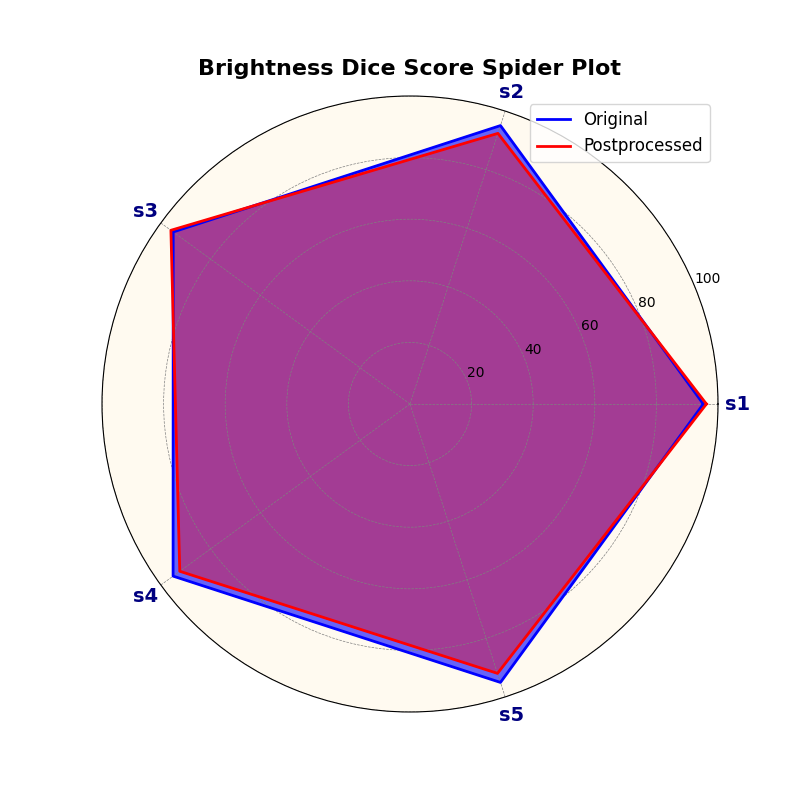 Brightness Dice Score Spider Plot
s2
Original
Postprocessed
s3
100
80
60
40
20
s1
s4
s5